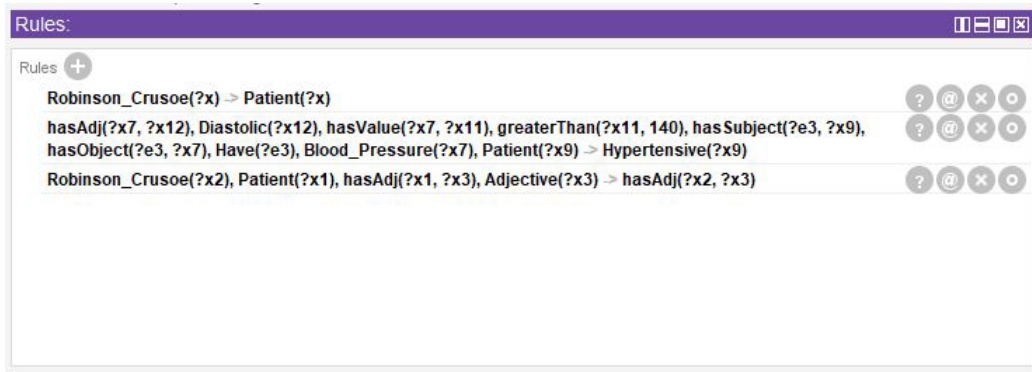 Rules:
Rules
Robinson_Crusoe(?x) -> Patient(?x)
hasAdj(?x7, ?x12), Diastolic(?x12), hasValue(?x7, ?x11), greaterThan(?x11, 140), hasSubject(?e3, ?x9),
hasObject(?e3, ?x7), Have(?e3), Blood_Pressure(?x7), Patient(?x9) -> Hypertensive(?x9)
Robinson_Crusoe(?x2), Patient(?x1), hasAdj(?x1, ?x3), Adjective(?x3) -> hasAdj(?x2, ?x3)